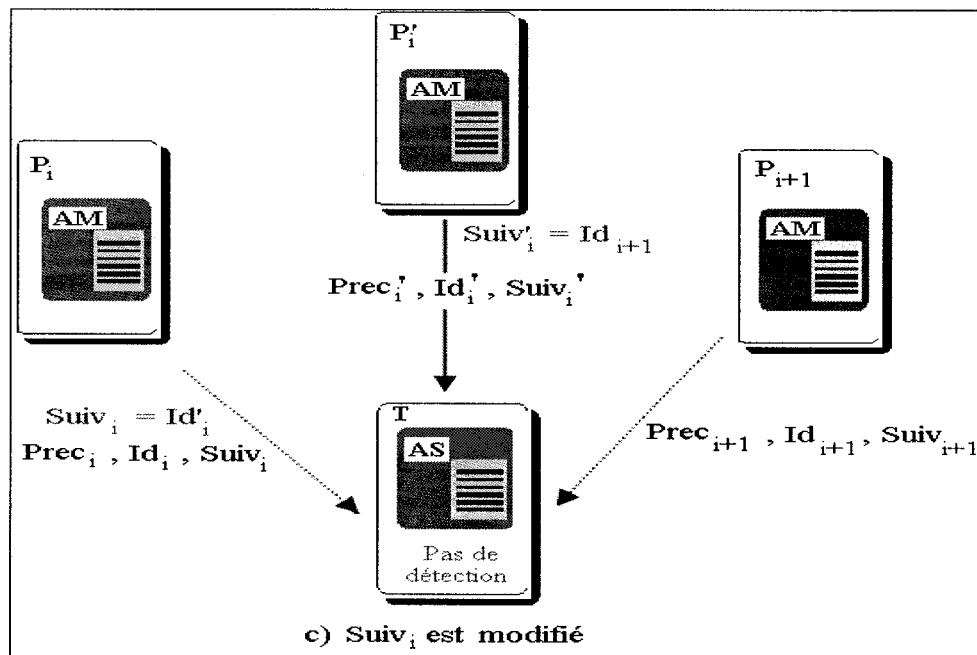 P'ᵢ
AM
Pᵢ
AM
Pᵢ₊₁
AM
Suiv'ᵢ = Id ᵢ₊₁
Precᵢ' , Idᵢ' , Suivᵢ'
Suiv ᵢ = Id'ᵢ
Precᵢ , Idᵢ , Suivᵢ
T
AS
Pas de
détection
Precᵢ₊₁ , Idᵢ₊₁ , Suivᵢ₊₁
c) Suivᵢ est modifié